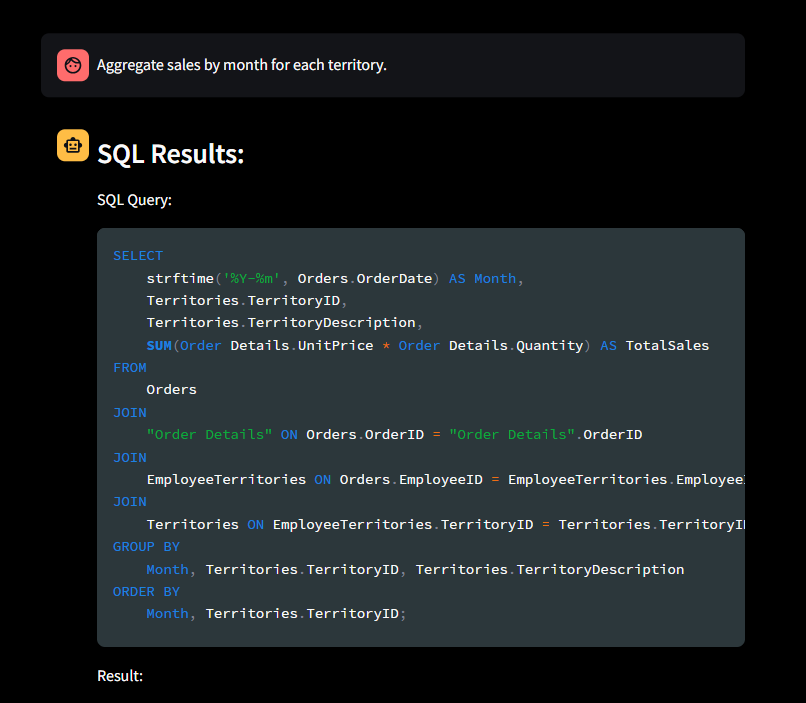 Aggregate sales by month for each territory.
SQL Results:
SQL Query:
SELECT
strftime('%Y-%m', Orders.OrderDate) AS Month,
Territories.TerritoryID,
Territories.TerritoryDescription,
SUM(Order Details.UnitPrice * Order Details.Quantity) AS TotalSales
FROM
Orders
JOIN
"Order Details" ON Orders.OrderID = "Order Details".OrderID
JOIN
EmployeeTerritories ON Orders.EmployeeID = EmployeeTerritories.Employee
JOIN
Territories ON EmployeeTerritories.TerritoryID = Territories.TerritoryI
GROUP BY
Month, Territories.TerritoryID, Territories.TerritoryDescription
ORDER BY
Month, Territories.TerritoryID;
Result: